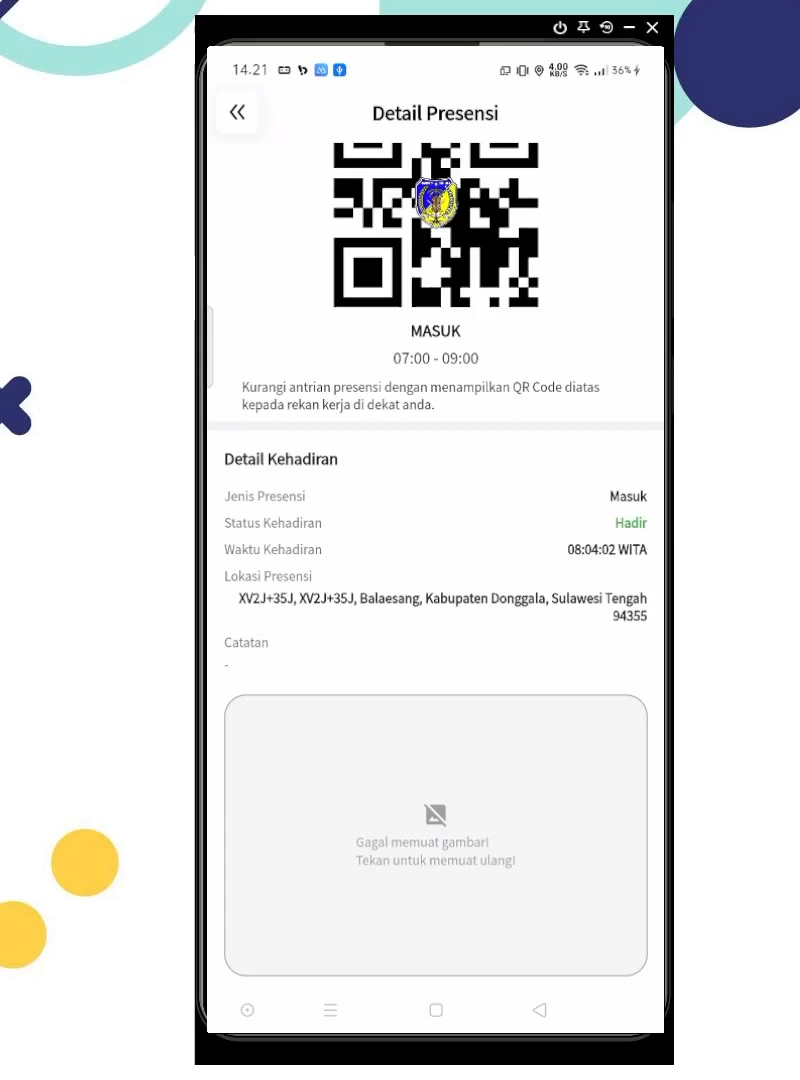 14.21
4.00
KB/S
36%
Detail Presensi
MASUK
07:00 - 09:00
Kurangi antrian presensi dengan menampilkan QR Code diatas
kepada rekan kerja di dekat anda.
Detail Kehadiran
Jenis Presensi Masuk
Status Kehadiran Hadir
Waktu Kehadiran 08:04:02 WITA
Lokasi Presensi
XV2J+35J, XV2J+35J, Balaesang, Kabupaten Donggala, Sulawesi Tengah
94355
Catatan
-
Gagal memuat gambar!
Tekan untuk memuat ulang!